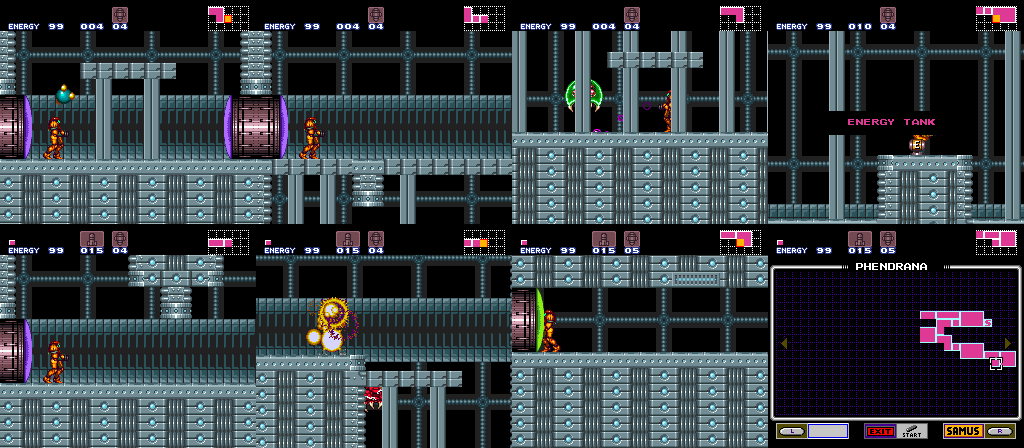 ENERGY 99 004 04
ENERGY 99 004 04
ENERGY 99 004 04
ENERGY 99 010 04
ENERGY TANK
E
ENERGY 99 015 04
ENERGY 99 015 04
ENERGY 99 015 05
ENERGY 99 015 05
PHENDRANA
S
L
EXIT
START
SAMUS
R